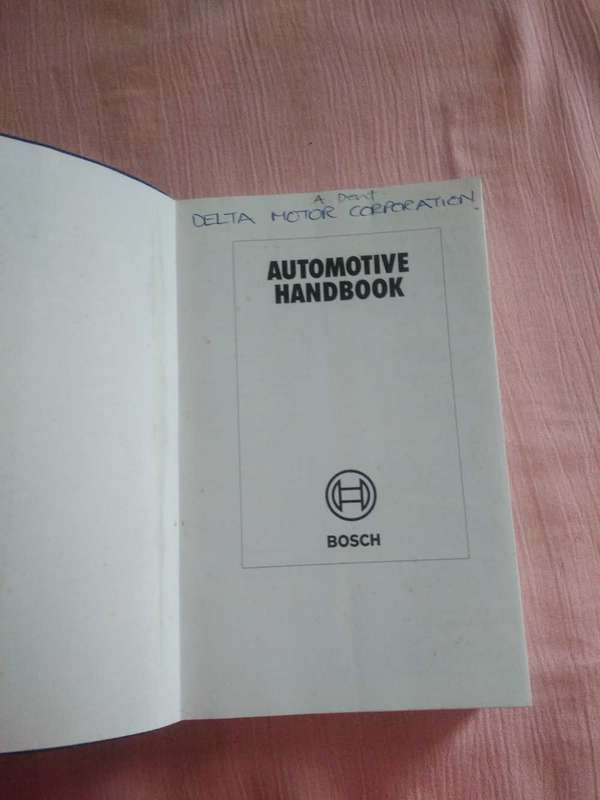 A Dent
DELTA MOTOR CORPORATION.
AUTOMOTIVE
HANDBOOK
BOSCH